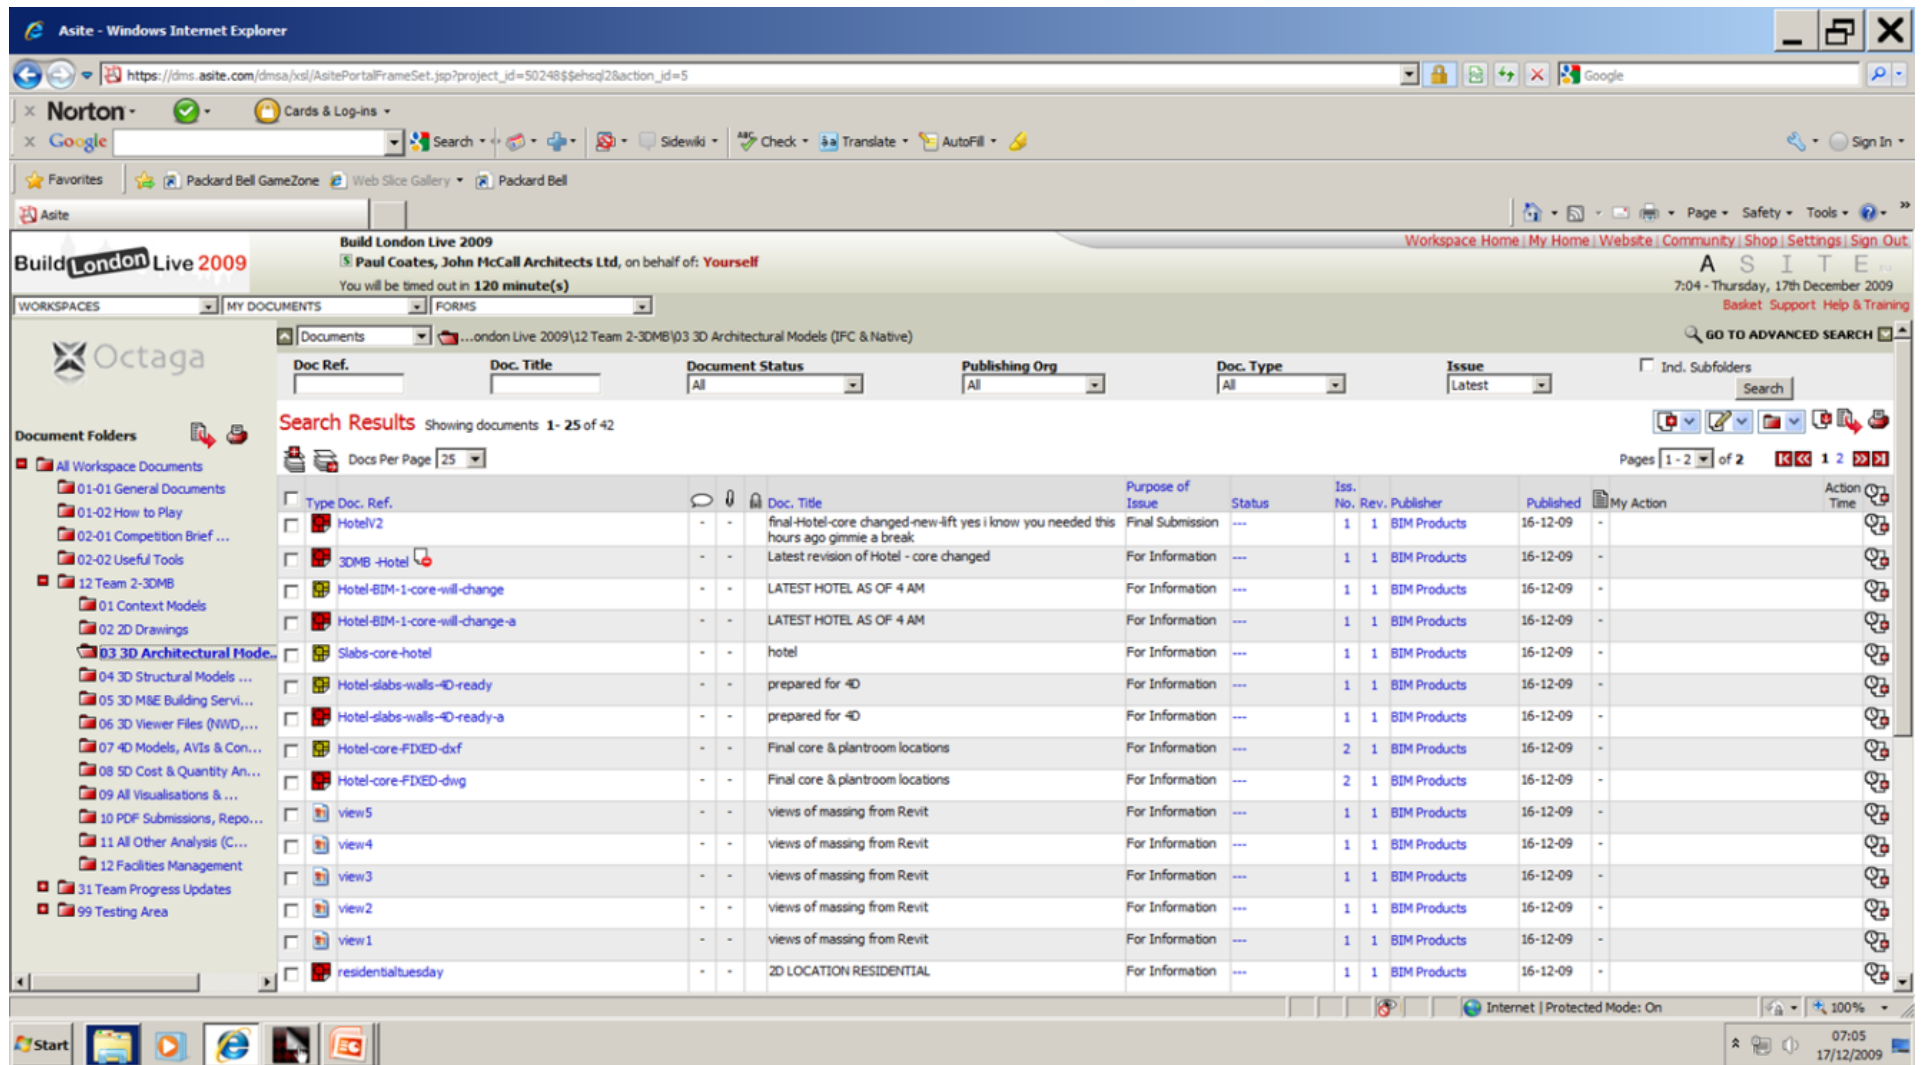 Asite - Windows Internet Explorer
https://dms.asite.com/dmsa/xsl/AsitePortalFrameSet.jsp?project_id=50248$$ehsql2&action_id=5
Google
Norton
Cards & Log-ins
Google Search Sidewiki Check Translate AutoFill Sign In
Favorites Packard Bell GameZone Web Slice Gallery Packard Bell
Asite Page Safety Tools
Build London Live 2009
Build London Live 2009
Paul Coates, John McCall Architects Ltd, on behalf of: Yourself
You will be timed out in 120 minute(s)
Workspace Home | My Home | Website | Community | Shop | Settings | Sign Out
A S I T E
7:04 - Thursday, 17th December 2009
Basket Support Help & Training
WORKSPACES MY DOCUMENTS FORMS
Octaga
Documents ...ondon Live 2009\12 Team 2-3DMB\03 3D Architectural Models (IFC & Native) GO TO ADVANCED SEARCH
Doc Ref. Doc. Title Document Status Publishing Org Doc. Type Issue Incl. Subfolders
All All All Latest Search
Document Folders
All Workspace Documents
01-01 General Documents
01-02 How to Play
02-01 Competition Brief ...
02-02 Useful Tools
12 Team 2-3DMB
01 Context Models
02 2D Drawings
03 3D Architectural Mode..
04 3D Structural Models ...
05 3D M&E Building Servi...
06 3D Viewer Files (NWD,...
07 4D Models, AVIs & Con...
08 5D Cost & Quantity An...
09 All Visualisations & ...
10 PDF Submissions, Repo...
11 All Other Analysis (C...
12 Facilities Management
31 Team Progress Updates
99 Testing Area
Search Results Showing documents 1- 25 of 42
Docs Per Page 25 Pages 1 - 2 of 2 1 2
Type Doc. Ref. Doc. Title Purpose of Issue Status Iss. No. Rev. Publisher Published My Action Action Time
HotelV2 - - final-Hotel-core changed-new-lift yes i know you needed this hours ago gimmie a break Final Submission --- 1 1 BIM Products 16-12-09 -
3DMB -Hotel - - Latest revision of Hotel - core changed For Information --- 1 1 BIM Products 16-12-09 -
Hotel-BIM-1-core-will-change - - LATEST HOTEL AS OF 4 AM For Information --- 1 1 BIM Products 16-12-09 -
Hotel-BIM-1-core-will-change-a - - LATEST HOTEL AS OF 4 AM For Information --- 1 1 BIM Products 16-12-09 -
Slabs-core-hotel - - hotel For Information --- 1 1 BIM Products 16-12-09 -
Hotel-slabs-walls-4D-ready - - prepared for 4D For Information --- 1 1 BIM Products 16-12-09 -
Hotel-slabs-walls-4D-ready-a - - prepared for 4D For Information --- 1 1 BIM Products 16-12-09 -
Hotel-core-FIXED-dxf - - Final core & plantroom locations For Information --- 2 1 BIM Products 16-12-09 -
Hotel-core-FIXED-dwg - - Final core & plantroom locations For Information --- 2 1 BIM Products 16-12-09 -
view5 - - views of massing from Revit For Information --- 1 1 BIM Products 16-12-09 -
view4 - - views of massing from Revit For Information --- 1 1 BIM Products 16-12-09 -
view3 - - views of massing from Revit For Information --- 1 1 BIM Products 16-12-09 -
view2 - - views of massing from Revit For Information --- 1 1 BIM Products 16-12-09 -
view1 - - views of massing from Revit For Information --- 1 1 BIM Products 16-12-09 -
residentialtuesday - - 2D LOCATION RESIDENTIAL For Information --- 1 1 BIM Products 16-12-09 -
Internet | Protected Mode: On 100%
Start 07:05
17/12/2009